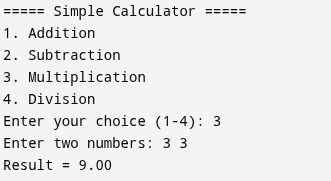 ===== Simple Calculator =====
1. Addition
2. Subtraction
3. Multiplication
4. Division
Enter your choice (1-4): 3
Enter two numbers: 3 3
Result = 9.00